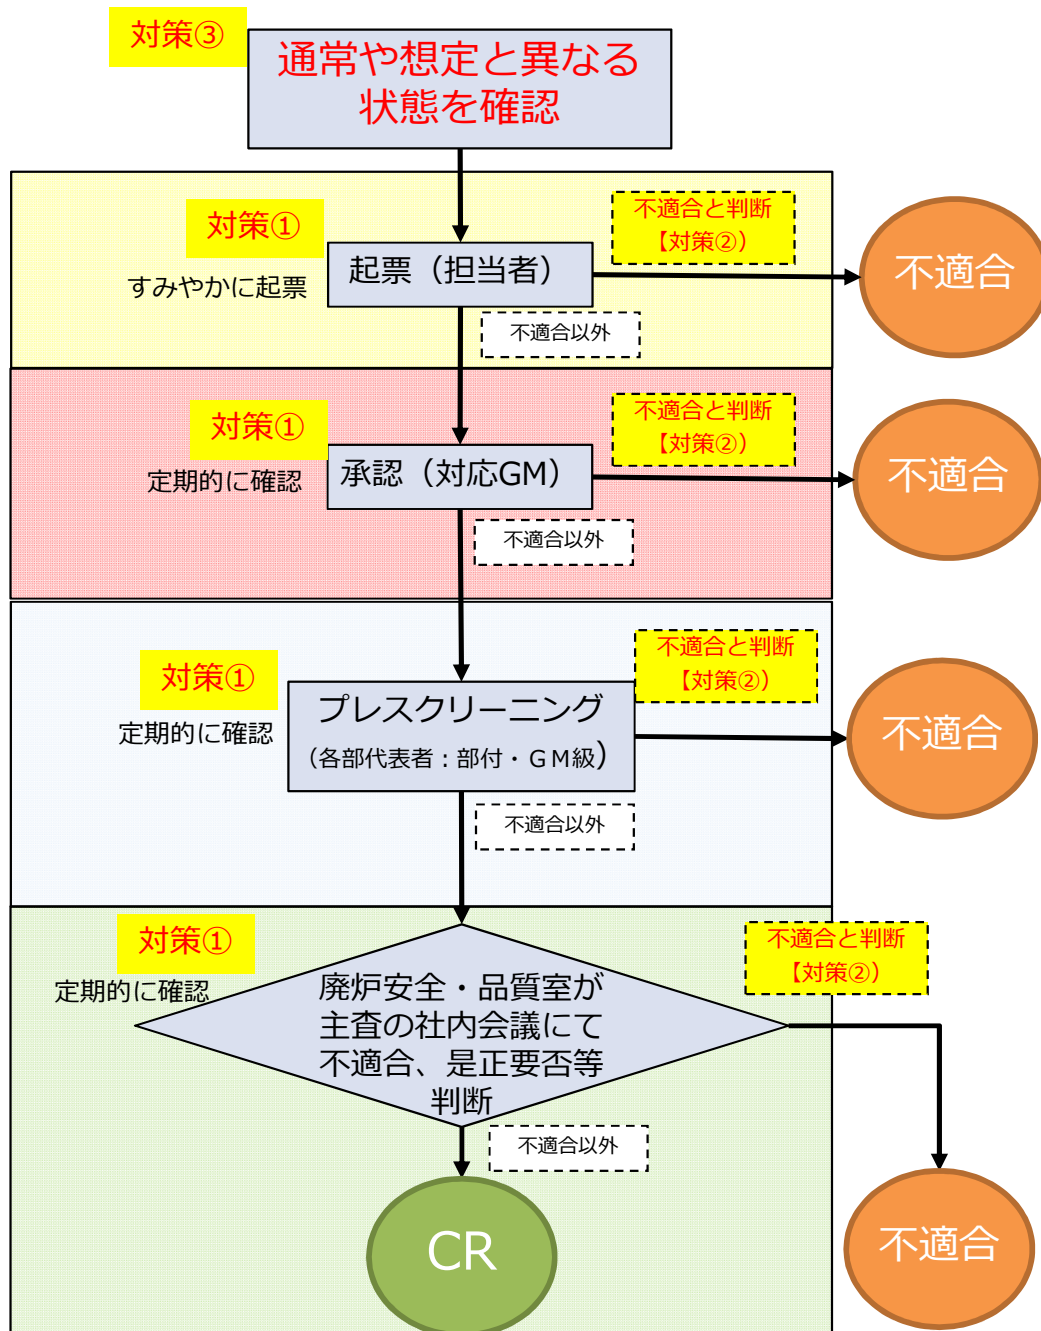 対策③
通常や想定と異なる
状態を確認
対策①
すみやかに起票
起票（担当者）
不適合と判断
【対策②）
不適合
不適合以外
対策①
定期的に確認
承認（対応GM）
不適合と判断
【対策②）
不適合
不適合以外
対策①
定期的に確認
プレスクリーニング
（各部代表者：部付・ＧＭ級）
不適合と判断
【対策②）
不適合
不適合以外
対策①
定期的に確認
廃炉安全・品質室が
主査の社内会議にて
不適合、是正要否等
判断
不適合と判断
【対策②）
不適合以外
不適合
CR